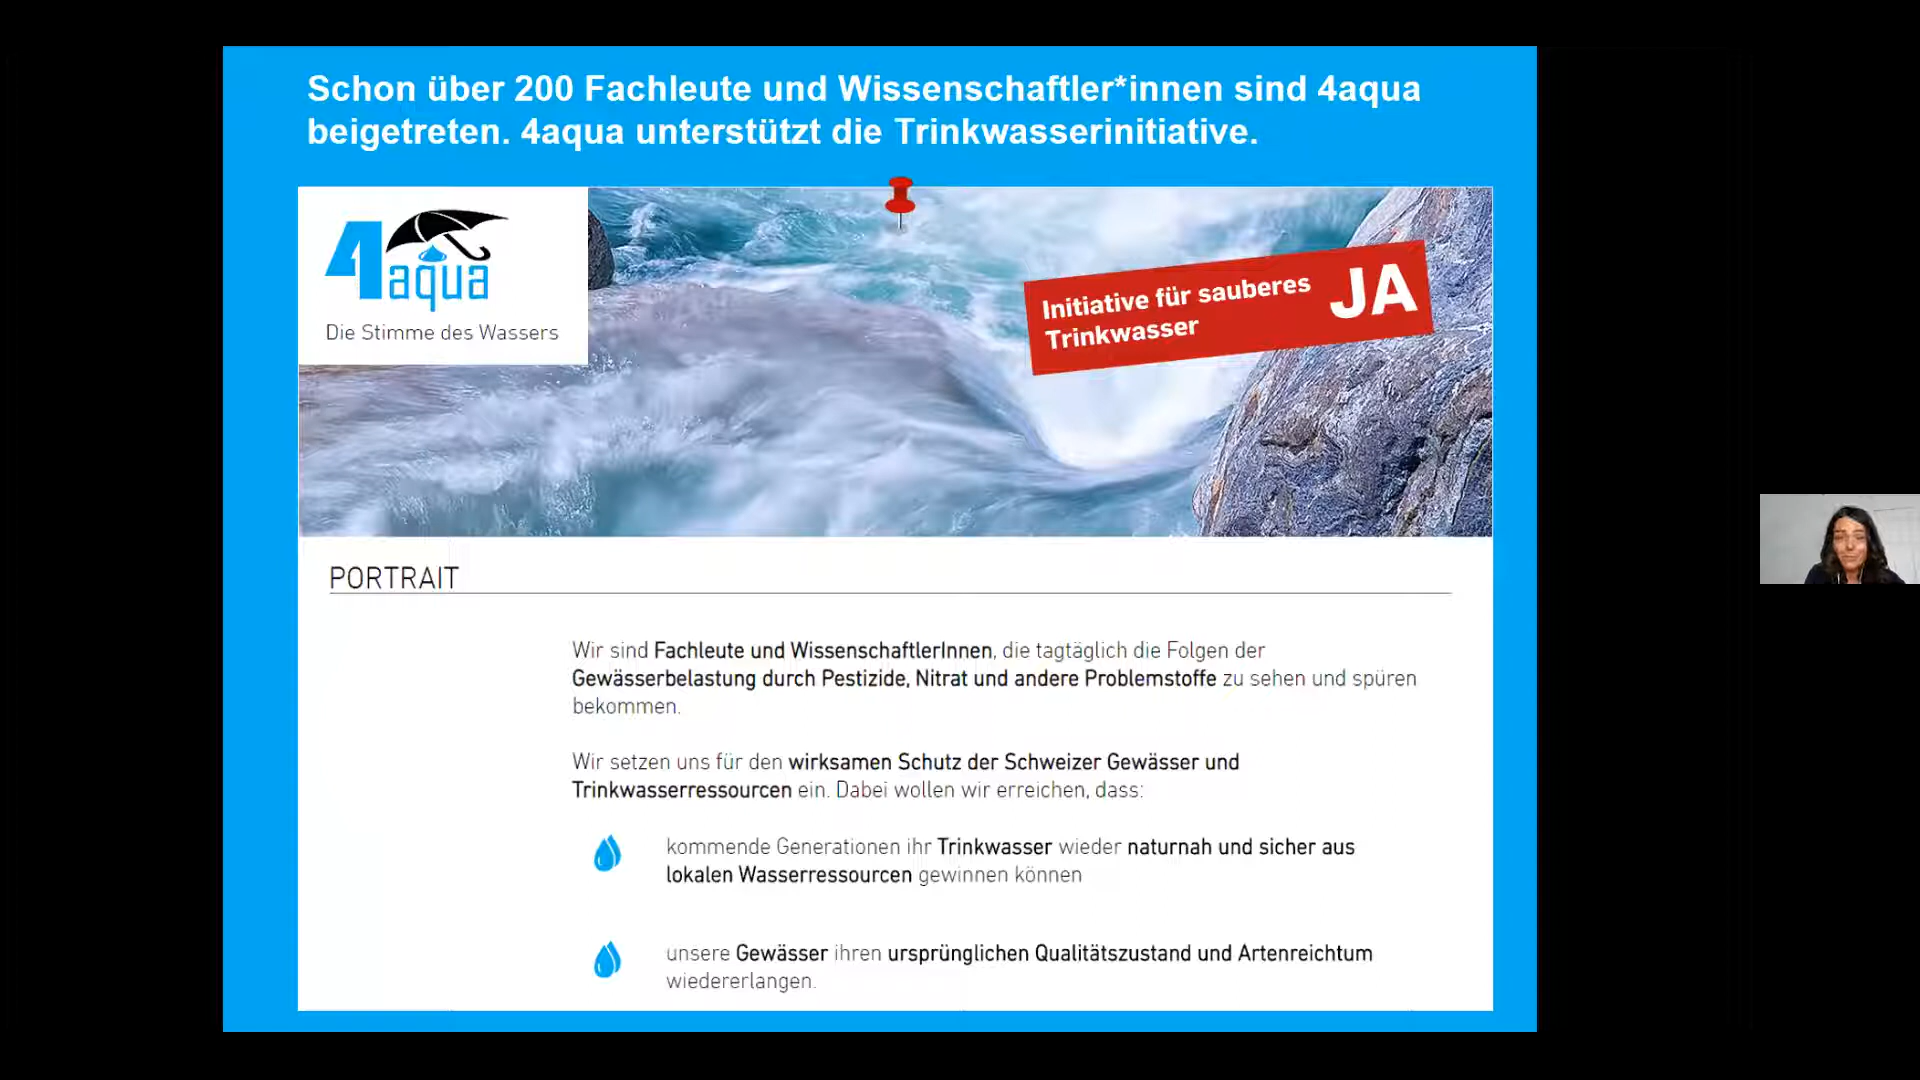 Schon über 200 Fachleute und Wissenschaftler*innen sind 4aqua
beigetreten. 4aqua unterstützt die Trinkwasserinitiative.
4aqua
Die Stimme des Wassers
Initiative für sauberes
Trinkwasser
JA
PORTRAIT
Wir sind Fachleute und WissenschaftlerInnen, die tagtäglich die Folgen der
Gewässerbelastung durch Pestizide, Nitrat und andere Problemstoffe zu sehen und spüren
bekommen.
Wir setzen uns für den wirksamen Schutz der Schweizer Gewässer und
Trinkwasserressourcen ein. Dabei wollen wir erreichen, dass:
kommende Generationen ihr Trinkwasser wieder naturnah und sicher aus
lokalen Wasserressourcen gewinnen können
unsere Gewässer ihren ursprünglichen Qualitätszustand und Artenreichtum
wiedererlangen.